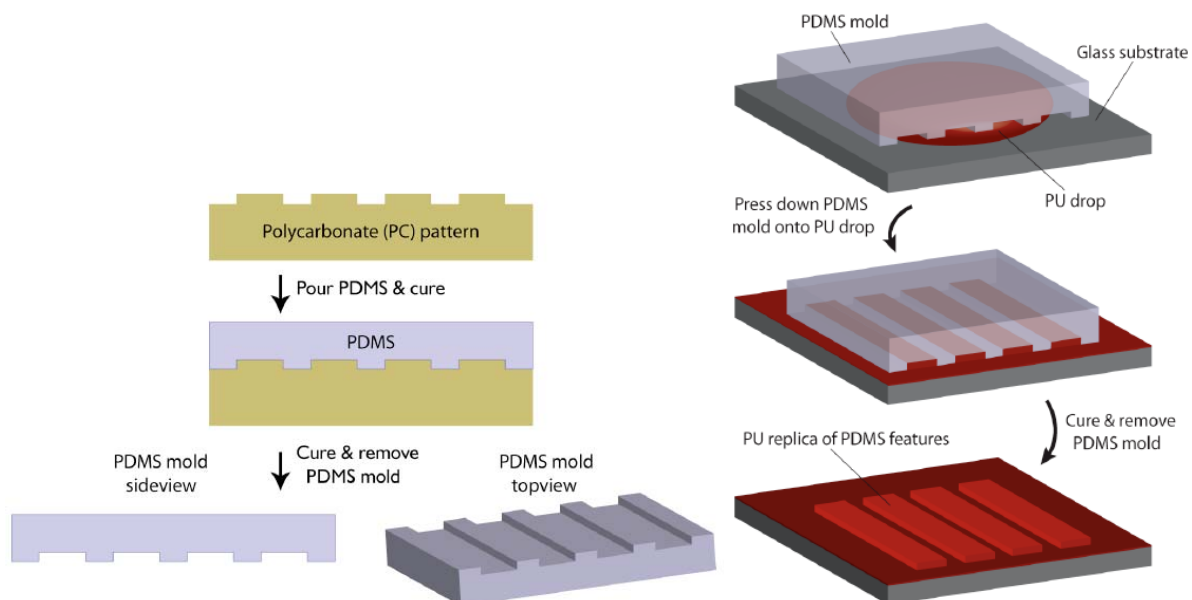 Polycarbonate (PC) pattern
Pour PDMS & cure
PDMS
Cure & remove
PDMS mold
PDMS mold
sideview
PDMS mold
topview
PDMS mold
Glass substrate
PU drop
Press down PDMS
mold onto PU drop
PU replica of PDMS features
Cure & remove
PDMS mold